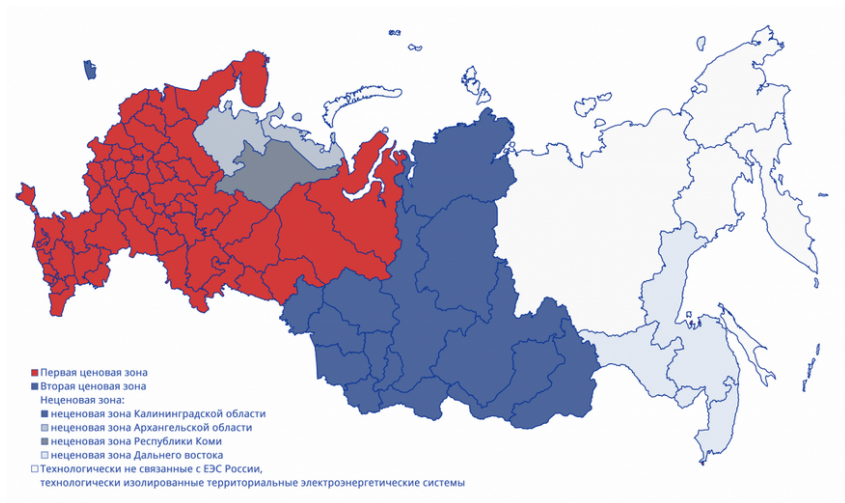 Первая ценовая зона
Вторая ценовая зона
Неценовая зона:
неценовая зона Калининградской области
неценовая зона Архангельской области
неценовая зона Республики Коми
неценовая зона Дальнего востока
Технологически не связанные с ЕЭС России,
технологически изолированные территориальные электроэнергетические системы